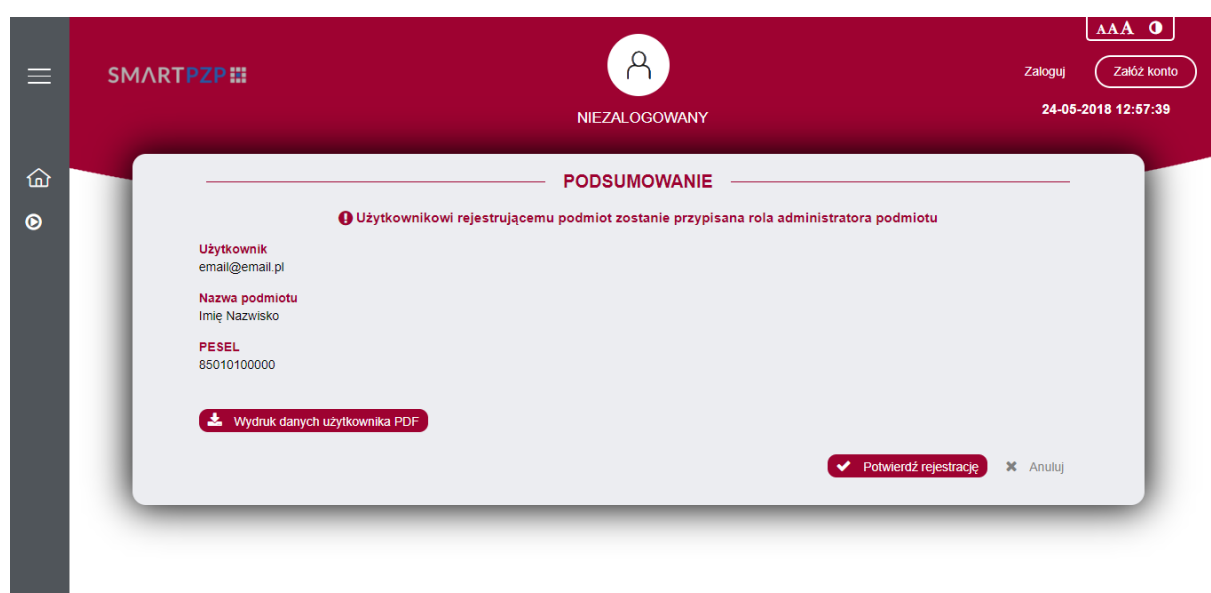 AAA
SMARTPZP
Zaloguj
Załóż konto
NIEZALOGOWANY
24-05-2018 12:57:39
PODSUMOWANIE
Użytkownikowi rejestrującemu podmiot zostanie przypisana rola administratora podmiotu
Użytkownik
email@email.pl
Nazwa podmiotu
Imię Nazwisko
PESEL
85010100000
Wydruk danych użytkownika PDF
Potwierdź rejestrację
Anuluj